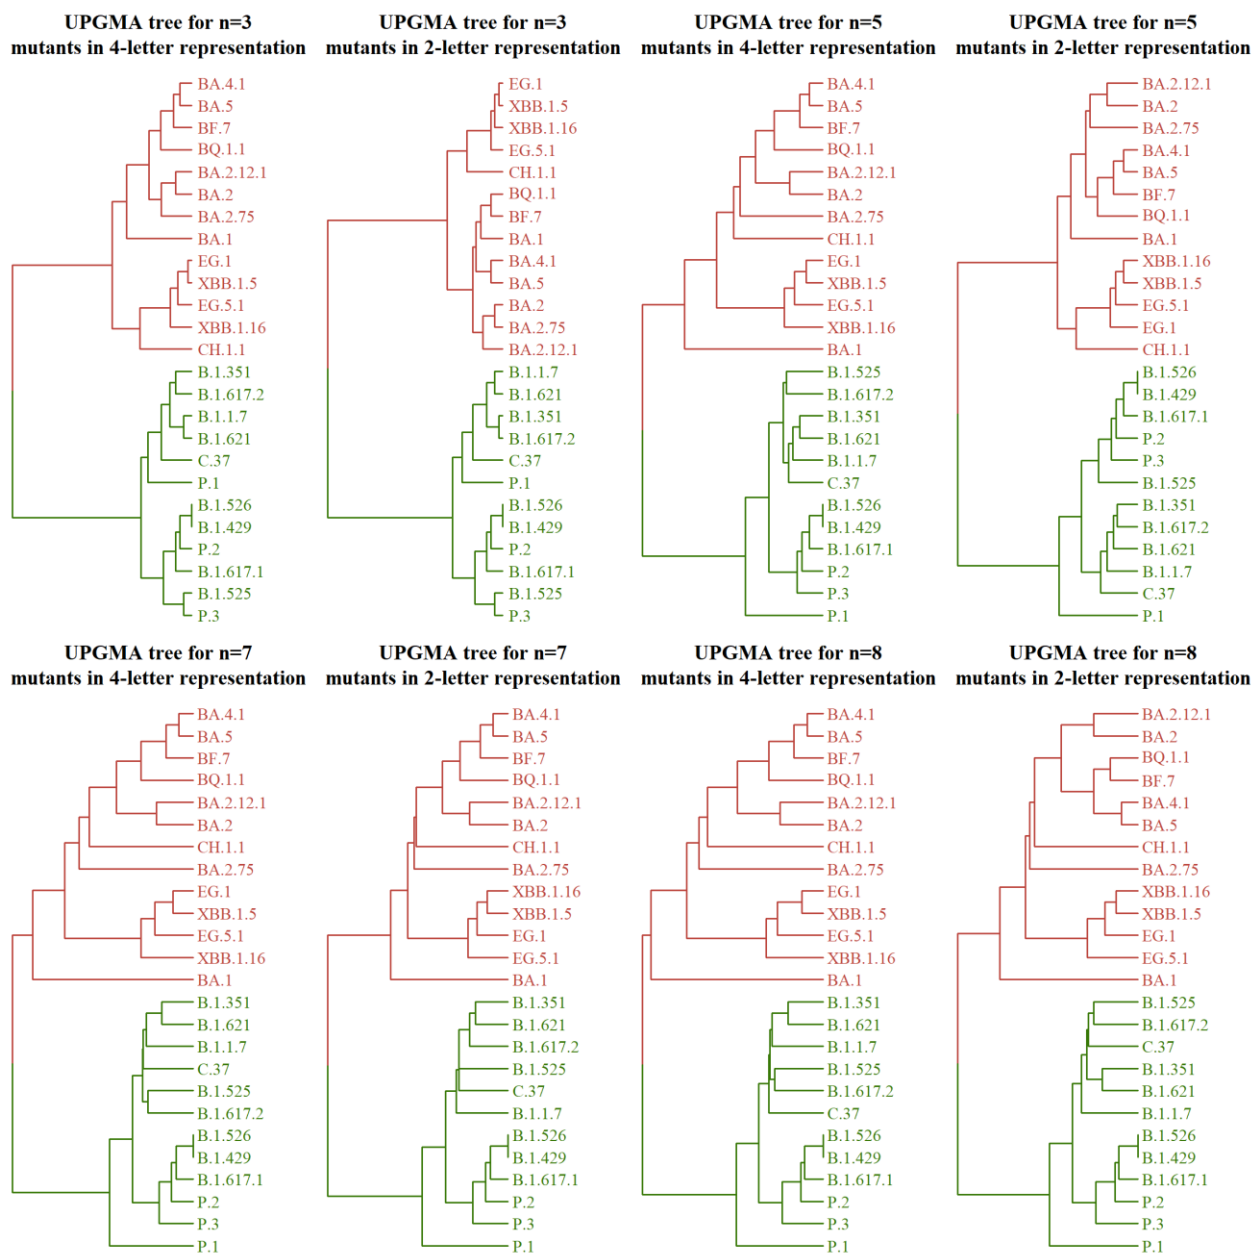 UPGMA tree for n=3
mutants in 4-letter representation
BA.4.1
BA.5
BF.7
BQ.1.1
BA.2.12.1
BA.2
BA.2.75
BA.1
EG.1
XBB.1.5
EG.5.1
XBB.1.16
CH.1.1
B.1.351
B.1.617.2
B.1.1.7
B.1.621
C.37
P.1
B.1.526
B.1.429
P.2
B.1.617.1
B.1.525
P.3
UPGMA tree for n=3
mutants in 2-letter representation
EG.1
XBB.1.5
XBB.1.16
EG.5.1
CH.1.1
BQ.1.1
BF.7
BA.1
BA.4.1
BA.5
BA.2
BA.2.75
BA.2.12.1
B.1.1.7
B.1.621
B.1.351
B.1.617.2
C.37
P.1
B.1.526
B.1.429
P.2
B.1.617.1
B.1.525
P.3
UPGMA tree for n=5
mutants in 4-letter representation
BA.4.1
BA.5
BF.7
BQ.1.1
BA.2.12.1
BA.2
BA.2.75
CH.1.1
EG.1
XBB.1.5
EG.5.1
XBB.1.16
BA.1
B.1.525
B.1.617.2
B.1.351
B.1.621
B.1.1.7
C.37
B.1.526
B.1.429
B.1.617.1
P.2
P.3
P.1
UPGMA tree for n=5
mutants in 2-letter representation
BA.2.12.1
BA.2
BA.2.75
BA.4.1
BA.5
BF.7
BQ.1.1
BA.1
XBB.1.16
XBB.1.5
EG.5.1
EG.1
CH.1.1
B.1.526
B.1.429
B.1.617.1
P.2
P.3
B.1.525
B.1.351
B.1.617.2
B.1.621
B.1.1.7
C.37
P.1
UPGMA tree for n=7
mutants in 4-letter representation
BA.4.1
BA.5
BF.7
BQ.1.1
BA.2.12.1
BA.2
CH.1.1
BA.2.75
EG.1
XBB.1.5
EG.5.1
XBB.1.16
BA.1
B.1.351
B.1.621
B.1.1.7
C.37
B.1.525
B.1.617.2
B.1.526
B.1.429
B.1.617.1
P.2
P.3
P.1
UPGMA tree for n=7
mutants in 2-letter representation
BA.4.1
BA.5
BF.7
BQ.1.1
BA.2.12.1
BA.2
CH.1.1
BA.2.75
XBB.1.16
XBB.1.5
EG.1
EG.5.1
BA.1
B.1.351
B.1.621
B.1.617.2
B.1.525
C.37
B.1.1.7
B.1.526
B.1.429
B.1.617.1
P.2
P.3
P.1
UPGMA tree for n=8
mutants in 4-letter representation
BA.4.1
BA.5
BF.7
BQ.1.1
BA.2.12.1
BA.2
CH.1.1
BA.2.75
EG.1
XBB.1.5
EG.5.1
XBB.1.16
BA.1
B.1.351
B.1.621
B.1.1.7
B.1.525
B.1.617.2
C.37
B.1.526
B.1.429
B.1.617.1
P.2
P.3
P.1
UPGMA tree for n=8
mutants in 2-letter representation
BA.2.12.1
BA.2
BQ.1.1
BF.7
BA.4.1
BA.5
CH.1.1
BA.2.75
XBB.1.16
XBB.1.5
EG.1
EG.5.1
BA.1
B.1.525
B.1.617.2
C.37
B.1.351
B.1.621
B.1.1.7
B.1.526
B.1.429
B.1.617.1
P.2
P.3
P.1